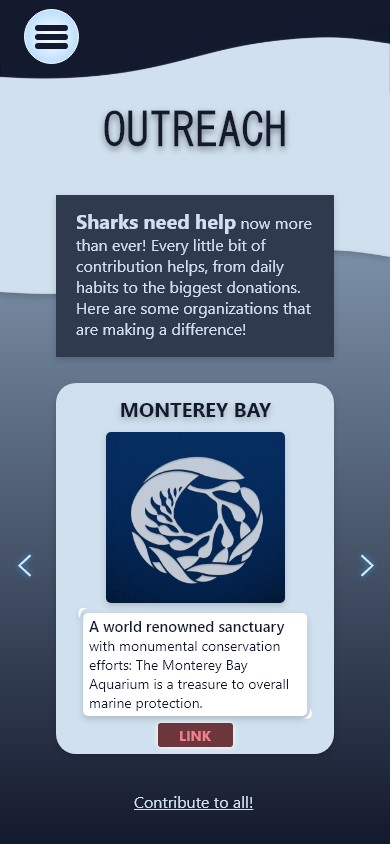 OUTREACH
Sharks need help now more
than ever! Every little bit of
contribution helps, from daily
habits to the biggest donations.
Here are some organizations that
are making a difference!
MONTEREY BAY
A world renowned sanctuary
with monumental conservation
efforts: The Monterey Bay
Aquarium is a treasure to overall
marine protection.
LINK
Contribute to all!